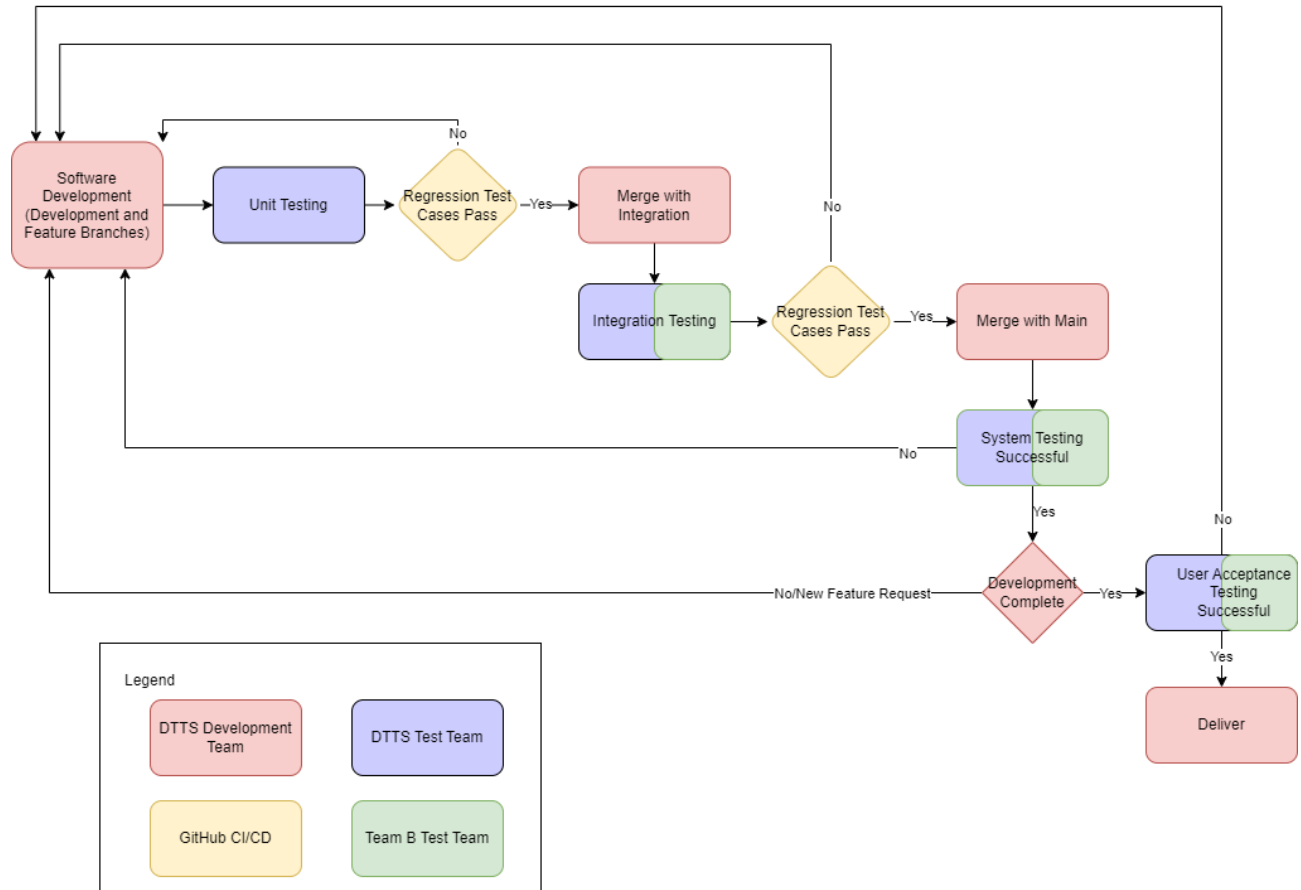 No
Software
Development
(Development and
Feature Branches)
Unit Testing
Regression Test
Cases Pass
Yes
Merge with
Integration
No
Integration Testing
Regression Test
Cases Pass
Yes
Merge with Main
No
System Testing
Successful
Yes
No/New Feature Request
Development
Complete
Yes
No
User Acceptance
Testing
Successful
Yes
Deliver
Legend
DTTS Development
Team
DTTS Test Team
GitHub CI/CD
Team B Test Team